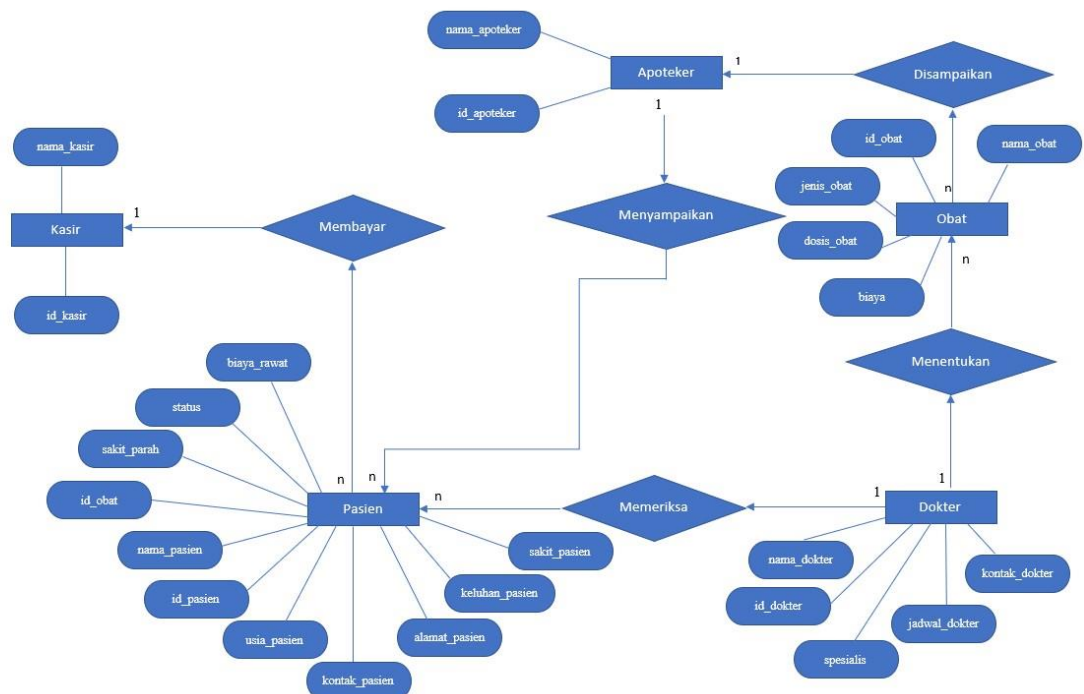 nama_apoteker
Apoteker
1
Disampaikan
1
id_apoteker
id_obat
nama_obat
nama_kasir
jenis_obat
n
Kasir
1
Membayar
Menyampaikan
Obat
dosis_obat
n
id_kasir
biaya
biaya_rawat
Menentukan
status
sakit_parah
n
n
1
id_obat
Pasien
n
Memeriksa
1
Dokter
nama_pasien
sakit_pasien
nama_dokter
kontak_dokter
id_pasien
keluhan_pasien
id_dokter
usia_pasien
alamat_pasien
jadwal_dokter
spesialis
kontak_pasien